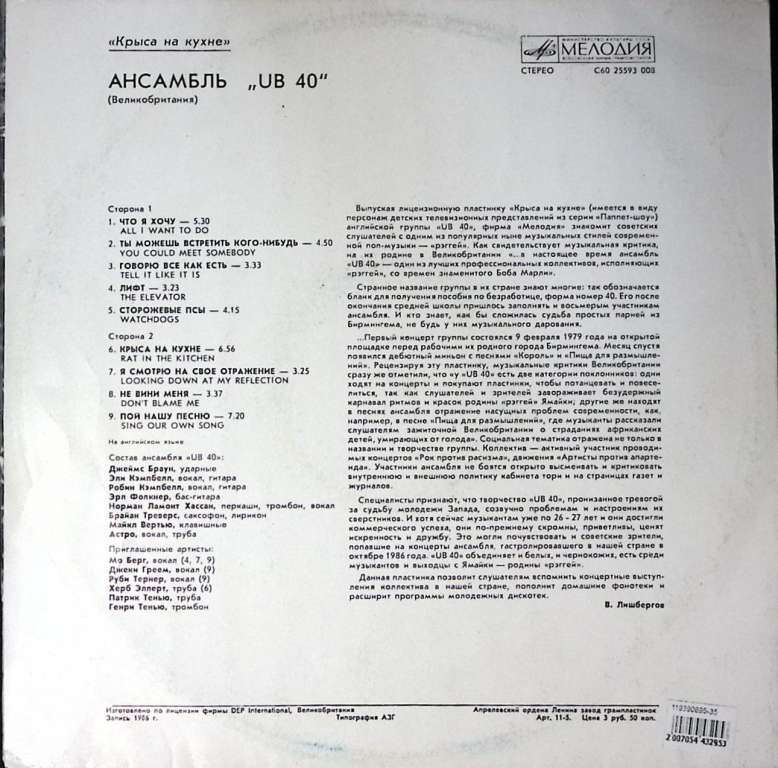 «Крыса на кухне»
МЕЛОДИЯ
АНСАМБЛЬ „UB 40“
СТЕРЕО С60 25593 008
(Великобритания)
Сторона 1
1. ЧТО Я ХОЧУ — 5.30
ALL I WANT TO DO
2. ТЫ МОЖЕШЬ ВСТРЕТИТЬ КОГО-НИБУДЬ — 4.50
YOU COULD MEET SOMEBODY
3. ГОВОРЮ ВСЕ КАК ЕСТЬ — 3.33
TELL IT LIKE IT IS
4. ЛИФТ — 3.23
THE ELEVATOR
5. СТОРОЖЕВЫЕ ПСЫ — 4.15
WATCHDOGS
Сторона 2
6. КРЫСА НА КУХНЕ — 6.56
RAT IN THE KITCHEN
7. Я СМОТРЮ НА СВОЕ ОТРАЖЕНИЕ — 3.25
LOOKING DOWN AT MY REFLECTION
8. НЕ ВИНИ МЕНЯ — 3.37
DON'T BLAME ME
9. ПОЙ НАШУ ПЕСНЮ — 7.20
SING OUR OWN SONG
На английском языке
Состав ансамбля «UB 40»:
Джеймс Браун, ударные
Эли Кэмпбелл, вокал, гитара
Робин Кэмпбелл, вокал, гитара
Эрл Фолкнер, бас-гитара
Норман Ламонт Хассан, перкашн, тромбон, вокал
Брайан Треверс, саксофон, лирикон
Майкл Вертью, клавишные
Астро, вокал, труба
Приглашенные артисты:
Мо Берг, вокал (4, 7, 9)
Джеки Греем, вокал (9)
Руби Тернер, вокал (9)
Херб Элперт, труба (6)
Патрик Тенью, труба
Генри Тенью, тромбон
Выпуская лицензионную пластинку «Крыса на кухне» (имеется в виду
персонаж детских телевизионных представлений из серии «Паппет-шоу»)
английской группы «UB 40», фирма «Мелодия» знакомит советских
слушателей с одним из популярных ныне музыкальных стилей современ-
ной поп-музыки — «рэггей». Как свидетельствует музыкальная критика,
на их родине в Великобритании «...в настоящее время ансамбль
«UB 40» — один из лучших профессиональных коллективов, исполняющих
«рэггей», со времен знаменитого Боба Марли».
Странное название группы в их стране знают многие: так обозначается
бланк для получения пособия по безработице, форма номер 40. Его после
окончания средней школы пришлось заполнять и восьмерым участникам
ансамбля. И кто знает, как бы сложилась судьба простых парней из
Бирмингема, не будь у них музыкального дарования.
...Первый концерт группы состоялся 9 февраля 1979 года на открытой
площадке перед рабочими их родного города Бирмингема. Месяц спустя
появился дебютный миньон с песнями «Король» и «Пища для размышле-
ний». Рецензируя эту пластинку, музыкальные критики Великобритании
сразу же отметили, что «у «UB 40» есть две категории поклонников: одни
ходят на концерты и покупают пластинки, чтобы потанцевать и повесе-
литься, так как слушателей и зрителей завораживает безудержный
карнавал ритмов и красок родины «рэггей» Ямайки; другие же находят
в песнях ансамбля отражение насущных проблем современности, как,
например, в песне «Пища для размышлений», где музыканты рассказали
слушателям зажиточной Великобритании о страданиях африканских
детей, умирающих от голода». Социальная тематика отражена не только в
названии и творчестве группы. Коллектив — активный участник проводи-
мых концертов «Рок против расизма», движения «Артисты против апарте-
ида». Участники ансамбля не боятся открыто высмеивать и критиковать
внутреннюю и внешнюю политику кабинета тори и на страницах газет и
журналов.
Специалисты признают, что творчество «UB 40», пронизанное тревогой
за судьбу молодежи Запада, созвучно проблемам и настроениям их
сверстников. И хотя сейчас музыкантам уже по 26–27 лет и они достигли
коммерческого успеха, они по-прежнему скромны, приветливы, ценят
искренность и дружбу. Это могли почувствовать и советские зрители,
попавшие на концерты ансамбля, гастролировавшего в нашей стране в
октябре 1986 года. «UB 40» объединяет и белых, и чернокожих, есть среди
музыкантов и выходцы с Ямайки — родины «рэггей».
Данная пластинка позволит слушателям вспомнить концертные высту-
пления коллектива в нашей стране, пополнит домашние фонотеки и
расширит программы молодежных дискотек.
В. Лишбергов
Изготовлено по лицензии фирмы DEP International, Великобритания
Запись 1986 г. Типография АЗГ
Апрелевский ордена Ленина завод грампластинок
Арт. 11-5. Цена 3 руб. 50 коп.
2 007054 432953